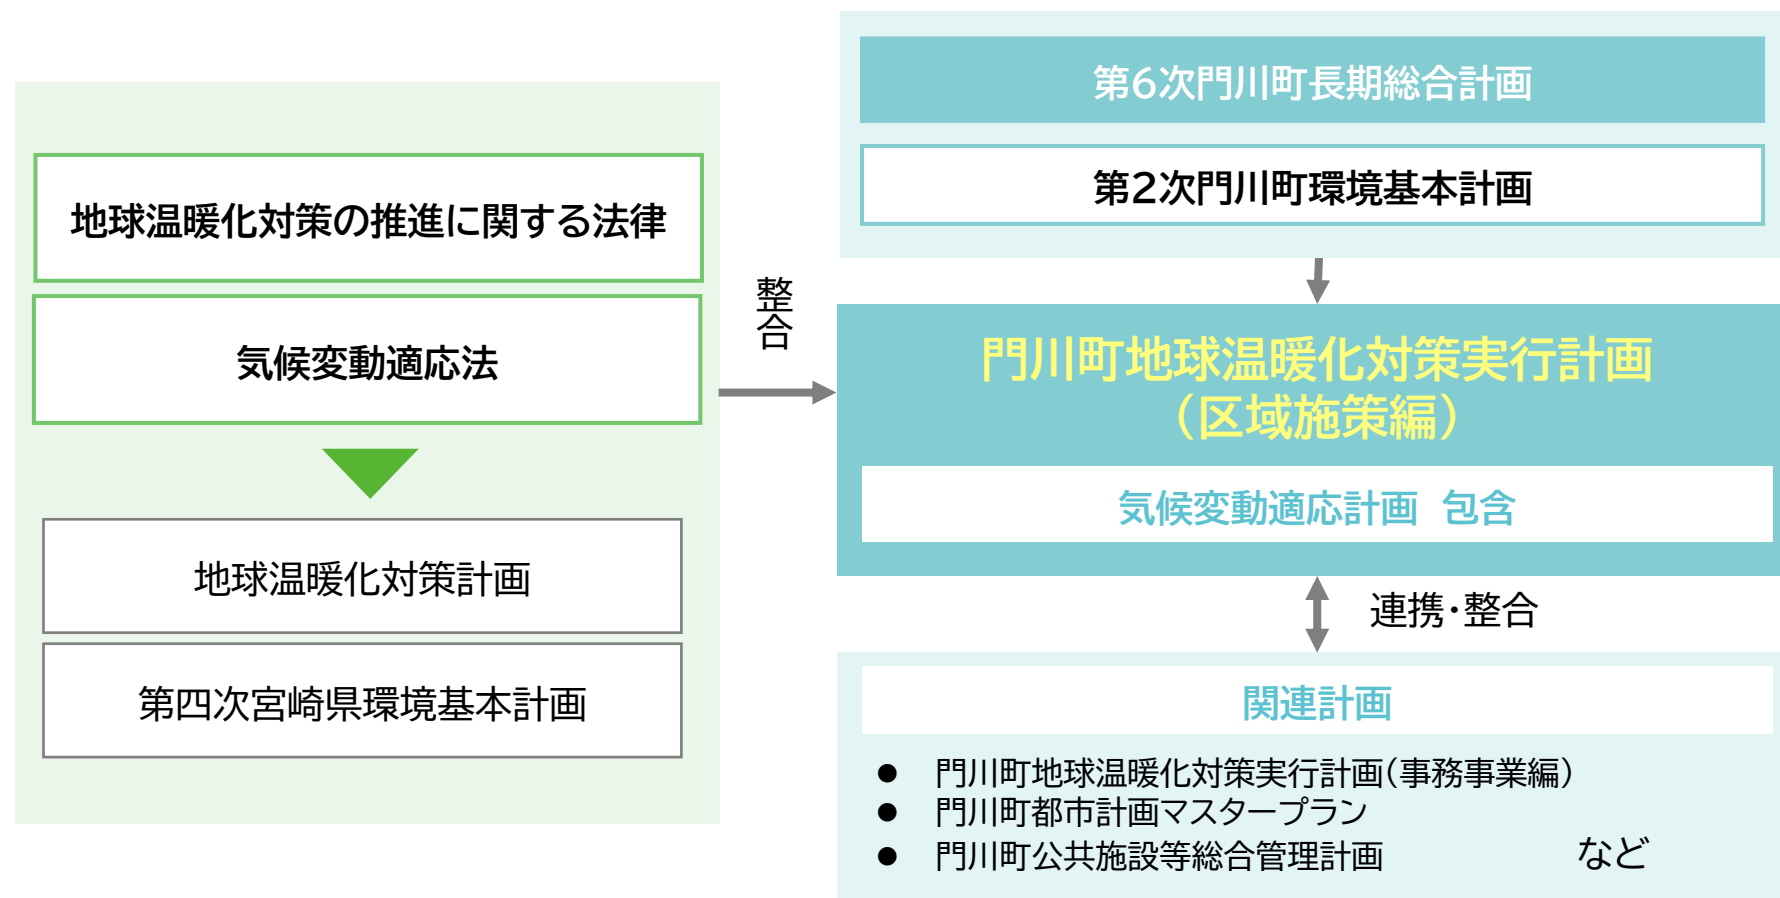 地球温暖化対策の推進に関する法律
気候変動適応法
地球温暖化対策計画
第四次宮崎県環境基本計画
整合
第6次門川町長期総合計画
第2次門川町環境基本計画
門川町地球温暖化対策実行計画
（区域施策編）
気候変動適応計画 包含
連携・整合
関連計画
● 門川町地球温暖化対策実行計画（事務事業編）
● 門川町都市計画マスタープラン
● 門川町公共施設等総合管理計画 など